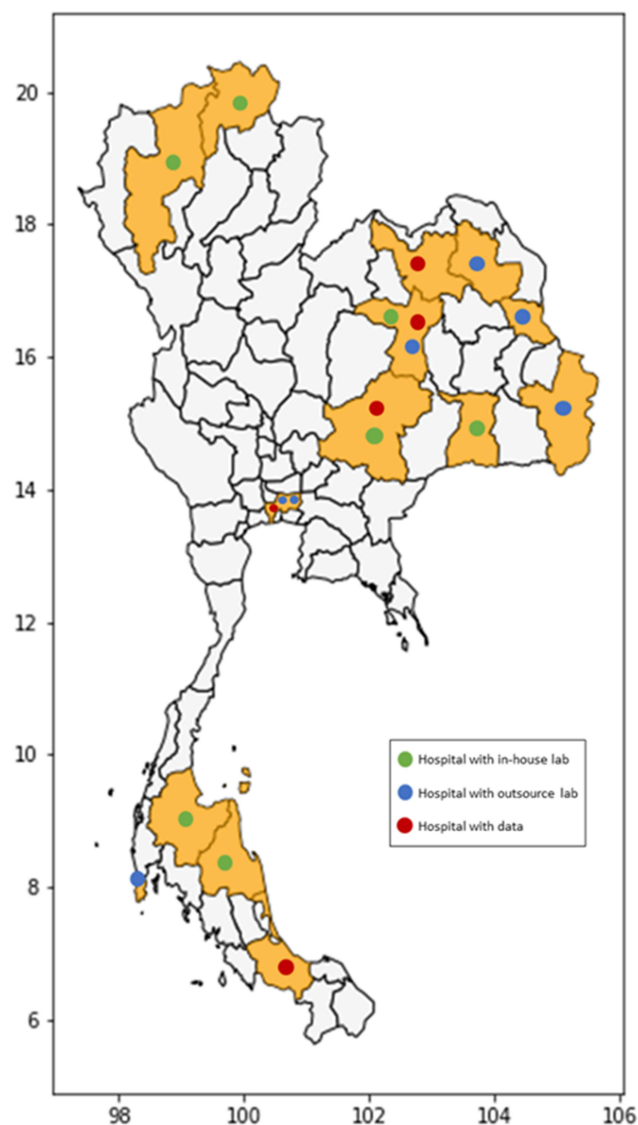 20
18
16
14
12
10
8
6
Hospital with in-house lab
Hospital with outsource lab
Hospital with data
98 100 102 104 106